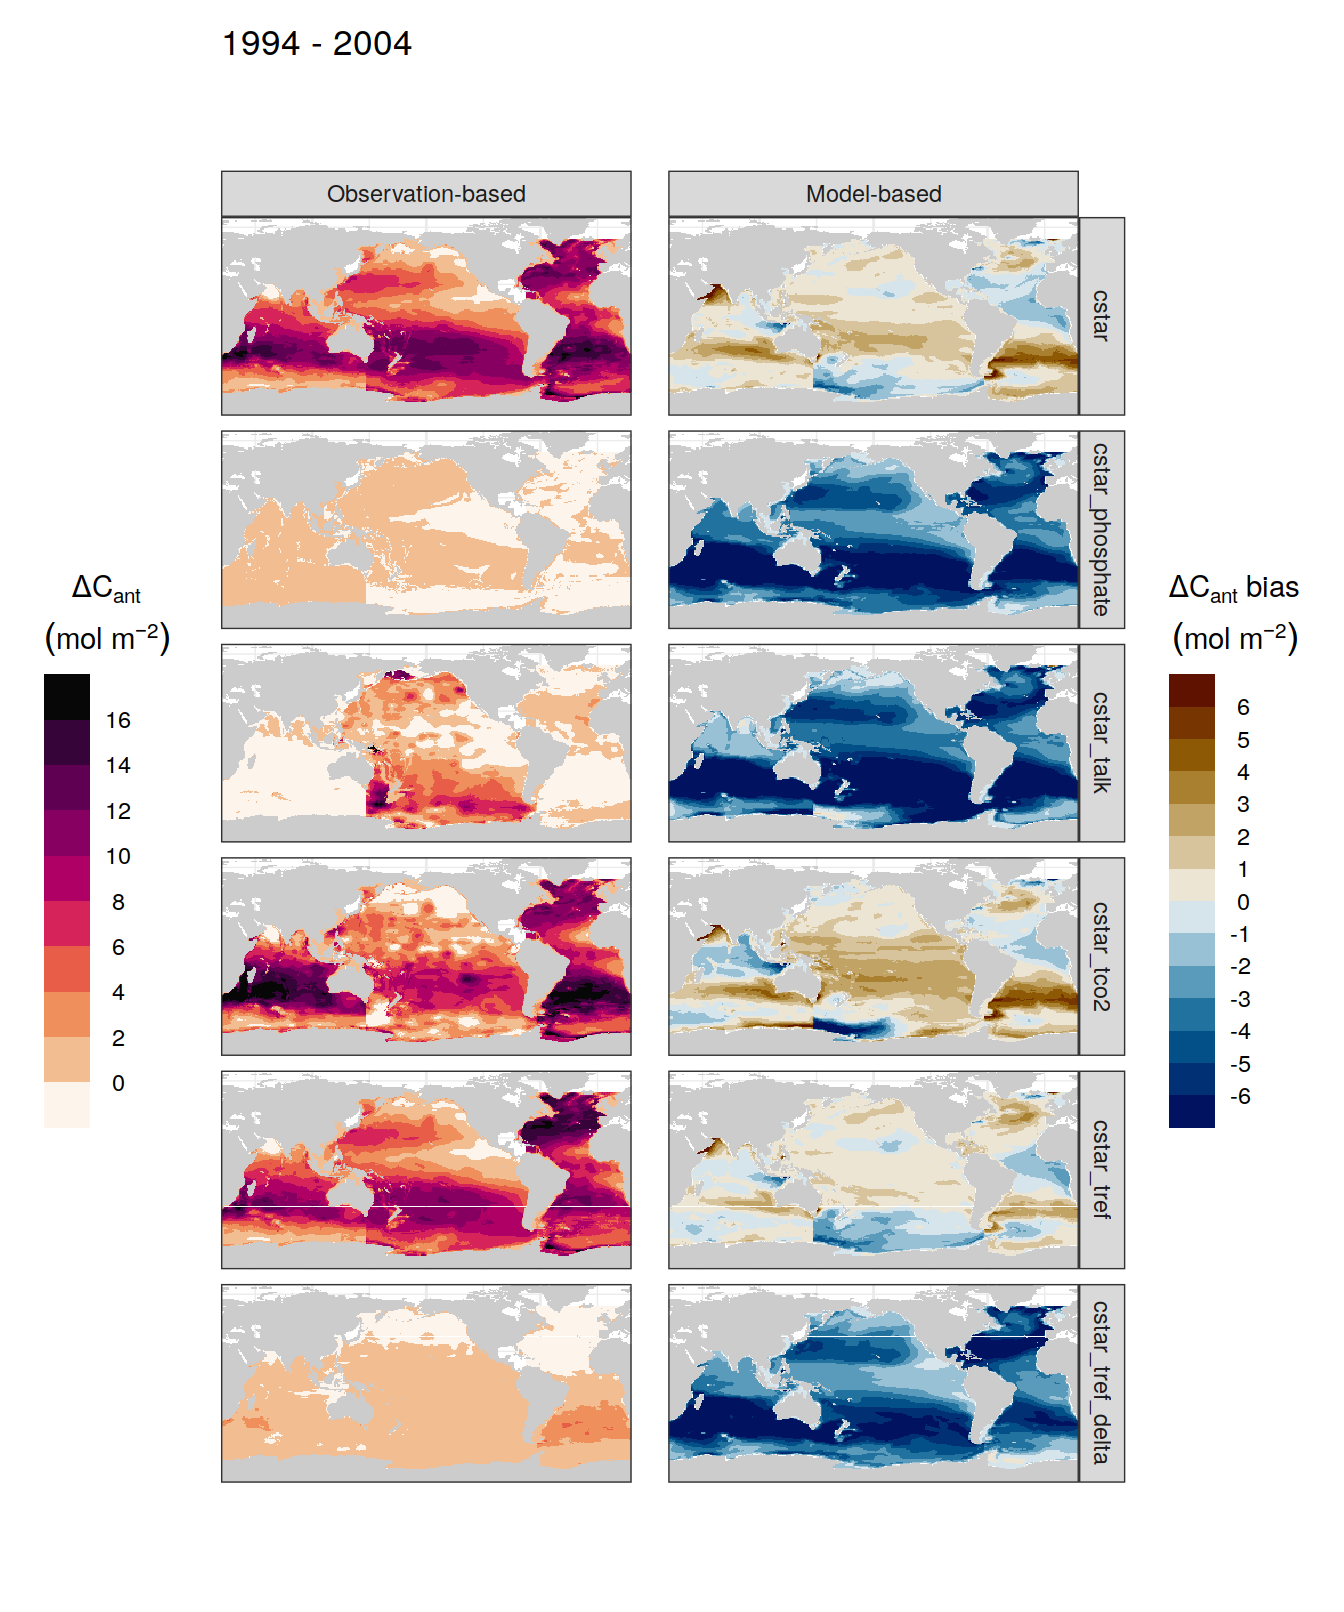 1994 - 2004
Observation-based
Model-based
cstar
cstar_phosphate
cstar_talk
cstar_tco2
cstar_tref
cstar_tref_delta
ΔCant
(mol m−2)
16
14
12
10
8
6
4
2
0
ΔCant bias
(mol m−2)
6
5
4
3
2
1
0
-1
-2
-3
-4
-5
-6